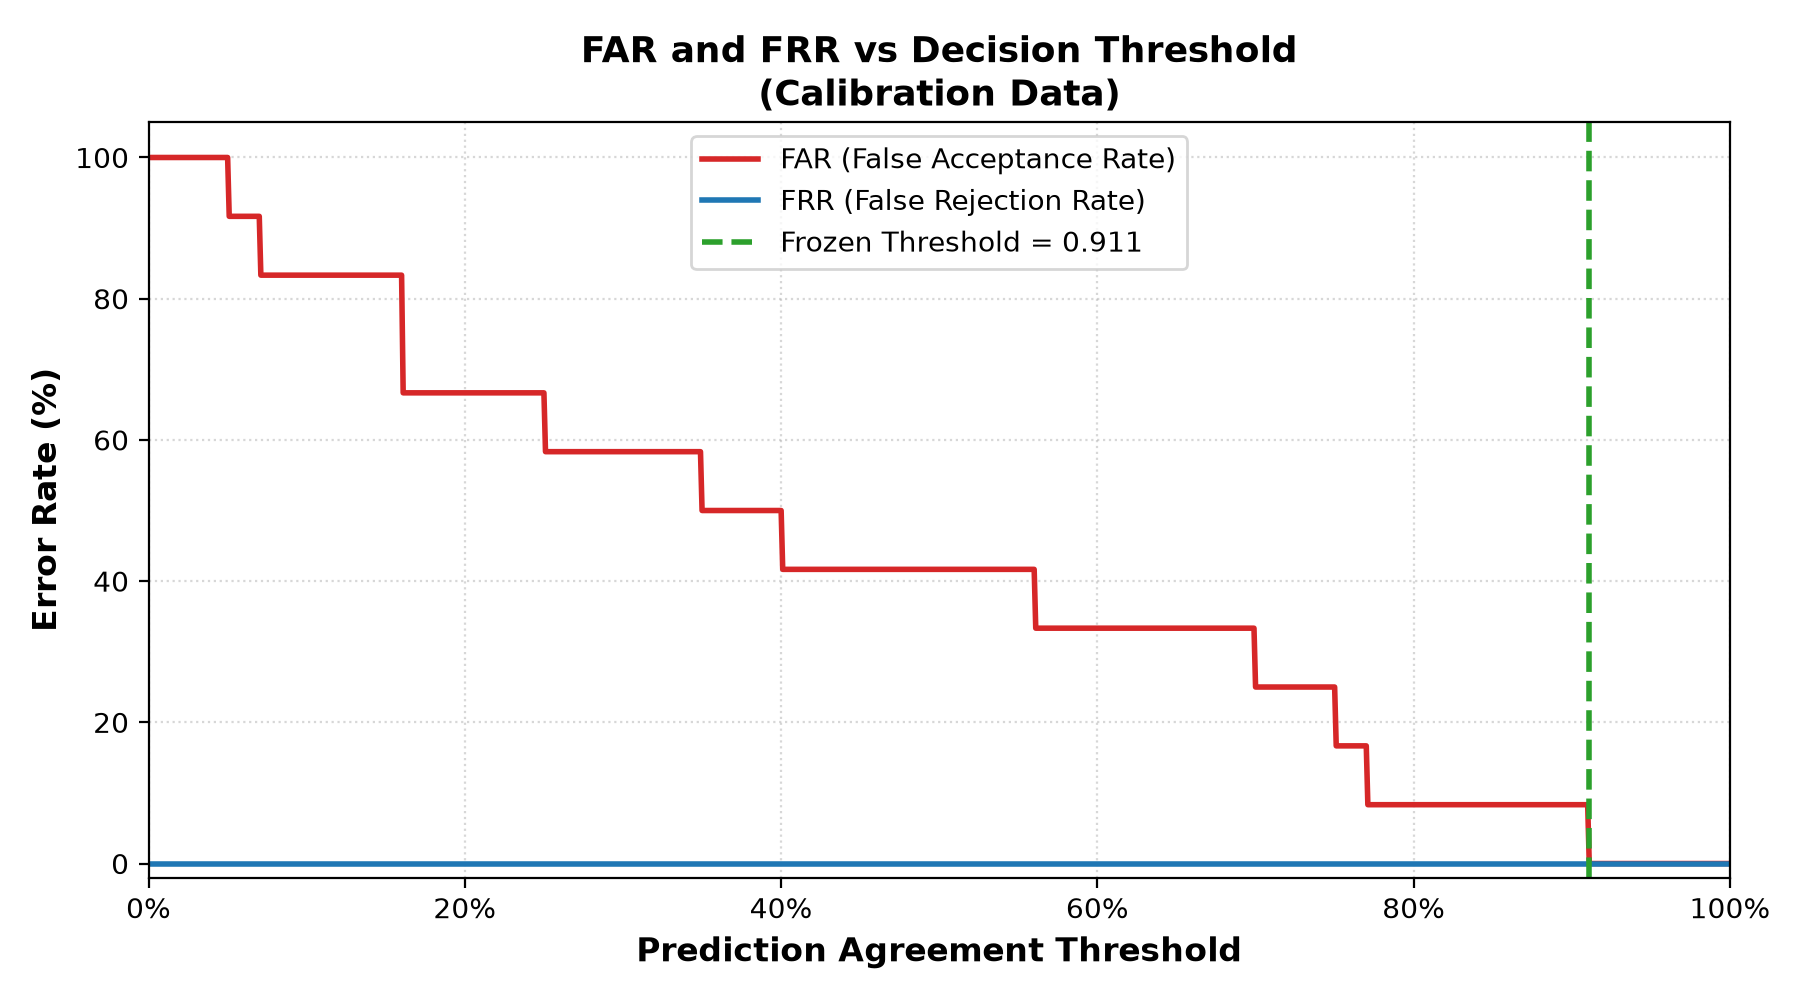 FAR and FRR vs Decision Threshold
(Calibration Data)
FAR (False Acceptance Rate)
FRR (False Rejection Rate)
Frozen Threshold = 0.911
Error Rate (%)
100
80
60
40
20
0
0% 20% 40% 60% 80% 100%
Prediction Agreement Threshold